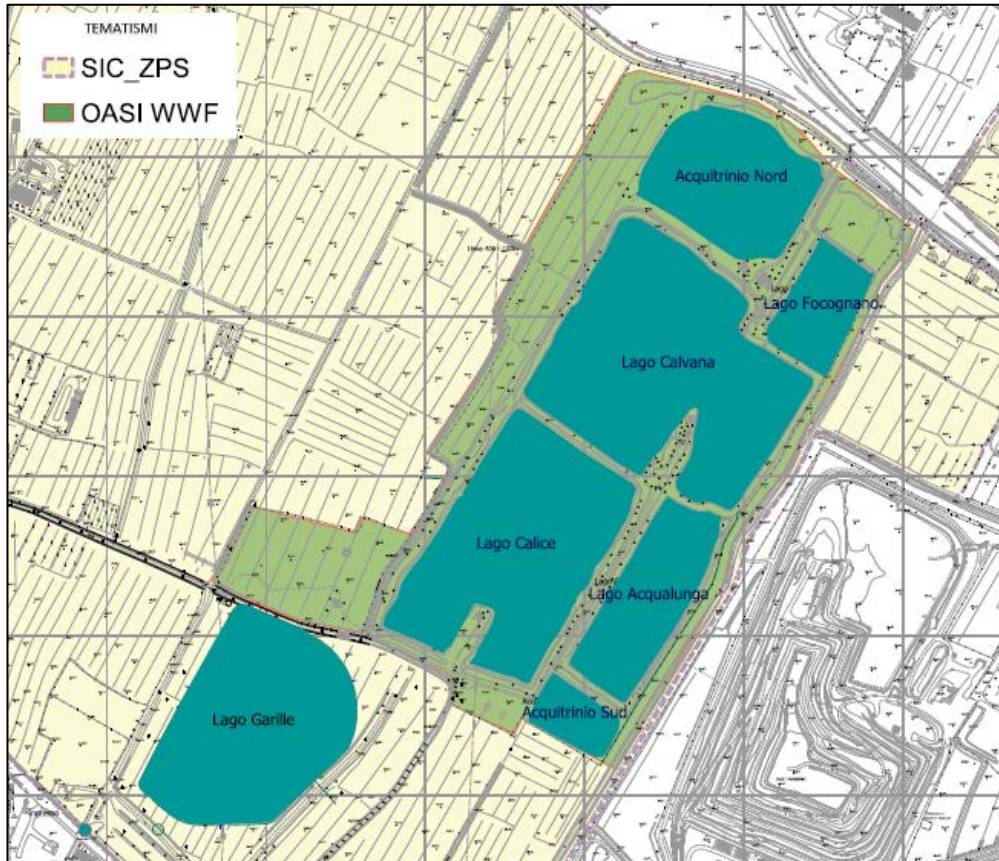 TEMATISMI
SIC_ZPS
OASI WWF
Acquitrinio Nord
Lago Focognano
Lago Calvana
Lago Calice
Lago Acqualunga
Acquitrinio Sud
Lago Garille